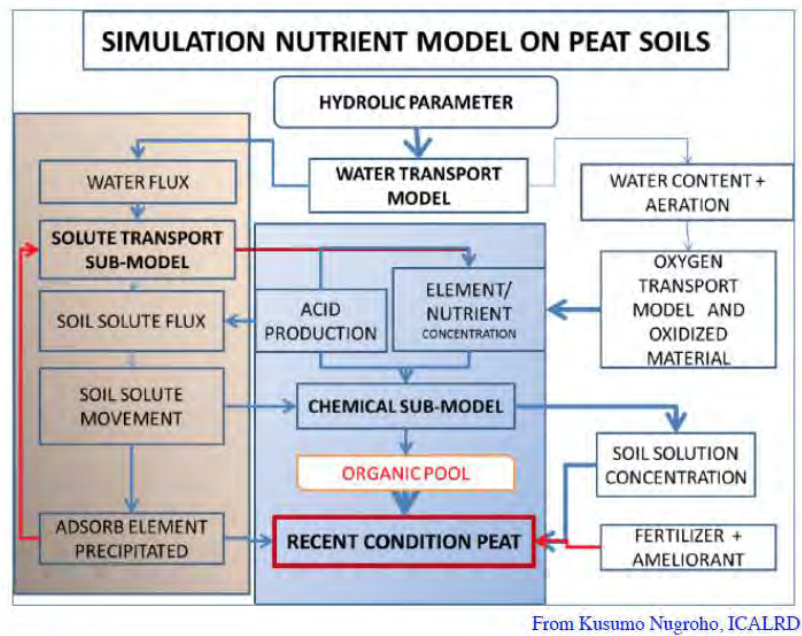 SIMULATION NUTRIENT MODEL ON PEAT SOILS
HYDROLIC PARAMETER
WATER TRANSPORT
MODEL
WATER FLUX
WATER CONTENT +
AERATION
SOLUTE TRANSPORT
SUB-MODEL
OXYGEN
TRANSPORT
MODEL AND
OXIDIZED
MATERIAL
SOIL SOLUTE FLUX
ACID
PRODUCTION
ELEMENT/
NUTRIENT
CONCENTRATION
SOIL SOLUTE
MOVEMENT
CHEMICAL SUB-MODEL
SOIL SOLUTION
CONCENTRATION
ORGANIC POOL
ADSORB ELEMENT
PRECIPITATED
RECENT CONDITION PEAT
FERTILIZER +
AMELIORANT
From Kusumo Nugroho, ICALRD